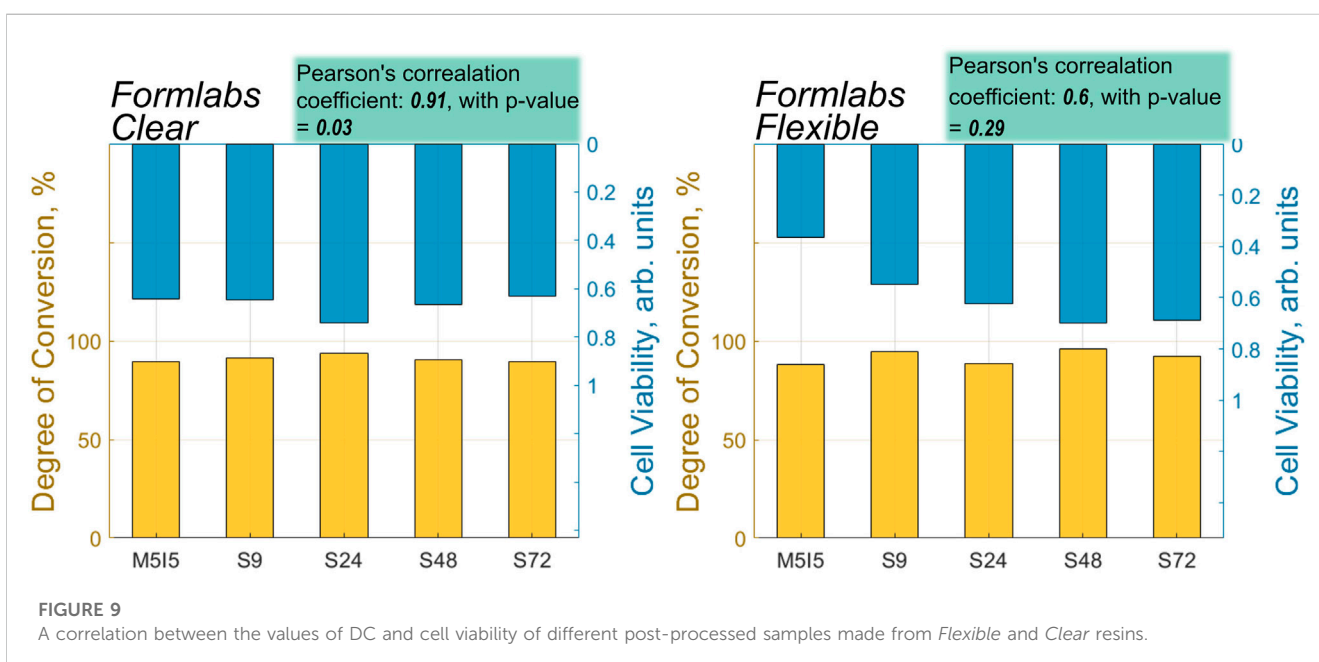 Formlabs
Clear
Pearson's correalation
coefficient: 0.91, with p-value
= 0.03
Degree of Conversion, %
100
50
0
0
0.2
0.4
0.6
0.8
1
Cell Viability, arb. units
M5I5 S9 S24 S48 S72
Formlabs
Flexible
Pearson's correalation
coefficient: 0.6, with p-value
= 0.29
Degree of Conversion, %
100
50
0
0
0.2
0.4
0.6
0.8
1
Cell Viability, arb. units
M5I5 S9 S24 S48 S72
FIGURE 9
A correlation between the values of DC and cell viability of different post-processed samples made from Flexible and Clear resins.